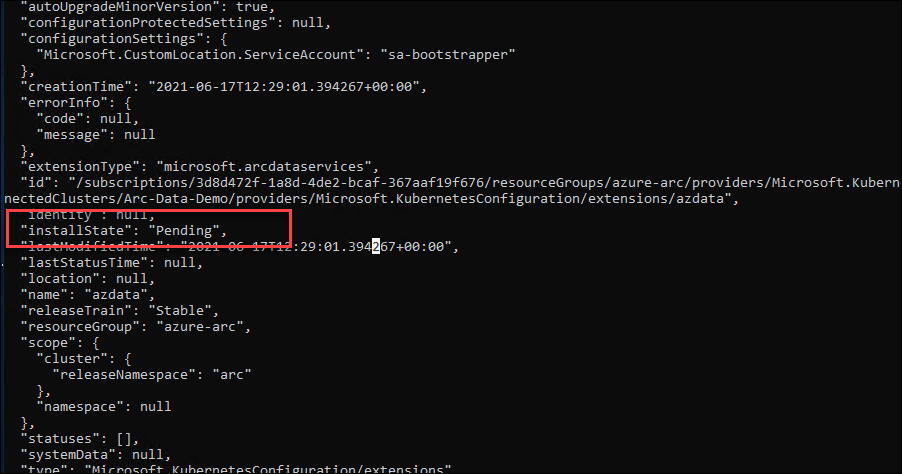 "autoUpgradeMinorVersion": true,
"configurationProtectedSettings": null,
"configurationSettings": {
"Microsoft.CustomLocation.ServiceAccount": "sa-bootstrapper"
},
"creationTime": "2021-06-17T12:29:01.394267+00:00",
"errorInfo": {
"code": null,
"message": null
},
"extensionType": "microsoft.arcdataservices",
"id": "/subscriptions/3d8d472f-1a8d-4de2-bcaf-367aaf19f676/resourceGroups/azure-arc/providers/Microsoft.Kubern
nectedClusters/Arc-Data-Demo/providers/Microsoft.KubernetesConfiguration/extensions/azdata",
"identity": null,
"installState": "Pending",
"lastModifiedTime": "2021-06-17T12:29:01.394267+00:00",
"lastStatusTime": null,
"location": null,
"name": "azdata",
"releaseTrain": "Stable",
"resourceGroup": "azure-arc",
"scope": {
"cluster": {
"releaseNamespace": "arc"
},
"namespace": null
},
"statuses": [],
"systemData": null,
"type": "Microsoft.KubernetesConfiguration/extensions"